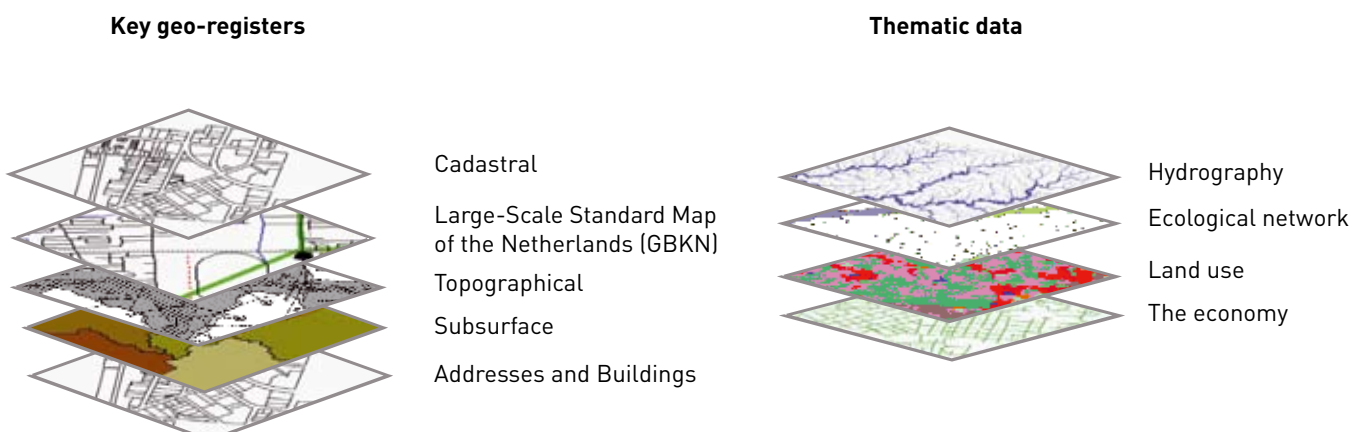 Key geo-registers
Cadastral
Large-Scale Standard Map
of the Netherlands (GBKN)
Topographical
Subsurface
Addresses and Buildings
Thematic data
Hydrography
Ecological network
Land use
The economy